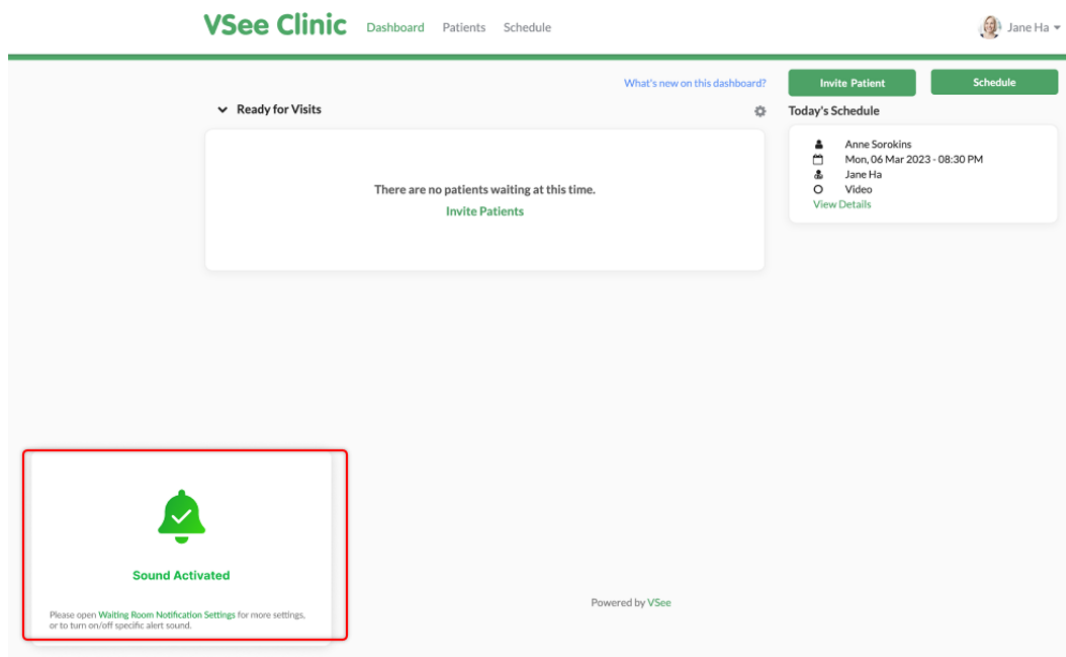 VSee Clinic
Dashboard
Patients
Schedule
Jane Ha
What's new on this dashboard?
Invite Patient
Schedule
Ready for Visits
Today's Schedule
There are no patients waiting at this time.
Invite Patients
Anne Sorokins
Mon, 06 Mar 2023 - 08:30 PM
Jane Ha
Video
View Details
Sound Activated
Please open Waiting Room Notification Settings for more settings,
or to turn on/off specific alert sound.
Powered by VSee